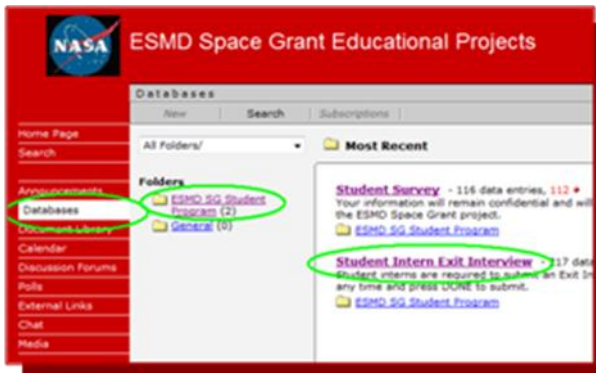 NASA
ESMD Space Grant Educational Projects
Databases
New | Search | Subscriptions |
Home Page
Search
Announcements
Databases
Document Library
Calendar
Discussion Forums
Polls
External Links
Chat
Media
All Folders/
Folders
ESMD SG Student
Program (2)
General (0)
Most Recent
Student Survey - 116 data entries, 112
Your information will remain confidential and will
the ESMD Space Grant project.
ESMD SG Student Program
Student Intern Exit Interview - 217 data
Student interns are required to submit an Exit In
any time and press DONE to submit.
ESMD SG Student Program